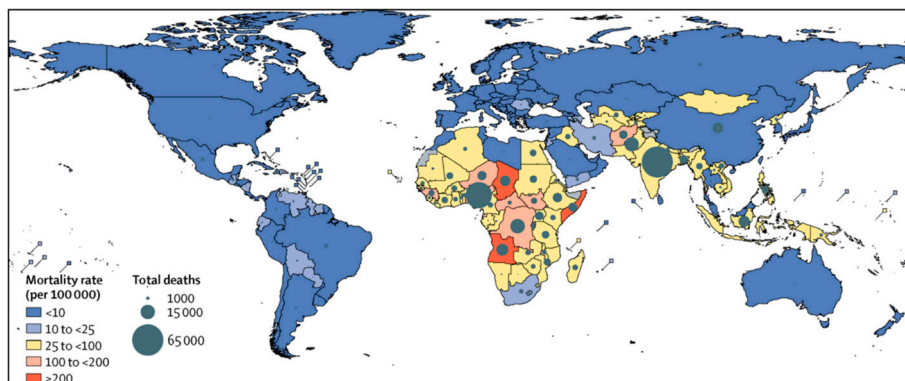 Mortality rate
(per 100 000)
<10
10 to <25
25 to <100
100 to <200
≥200
Total deaths
1000
15 000
65 000